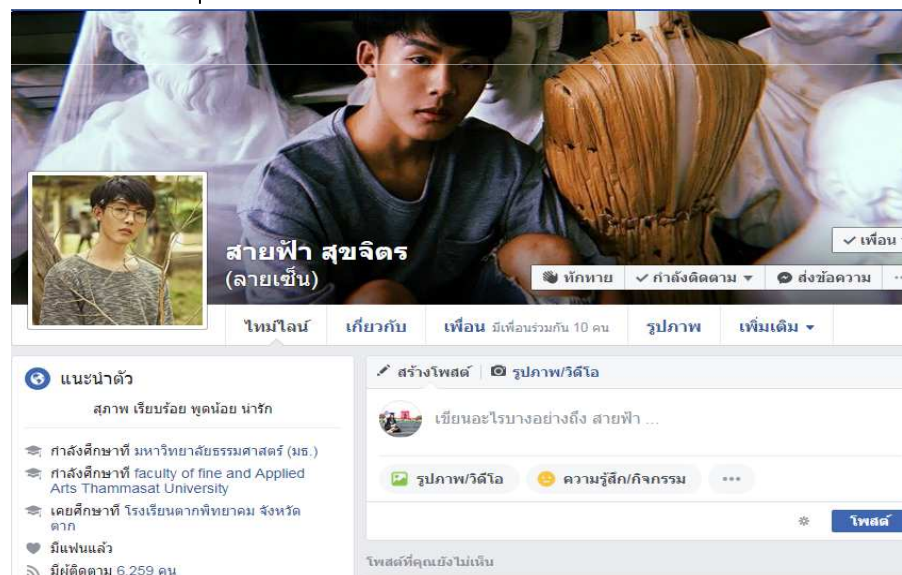 สายฟ้า สุขจิตร
(ลายเซ็น)
เพื่อน
ทักทาย
กำลังติดตาม
ส่งข้อความ
ไทม์ไลน์
เกี่ยวกับ
เพื่อน มีเพื่อนร่วมกัน 10 คน
รูปภาพ
เพิ่มเติม
แนะนำตัว
สุภาพ เรียบร้อย พูดน้อย น่ารัก
กำลังศึกษาที่ มหาวิทยาลัยธรรมศาสตร์ (มธ.)
กำลังศึกษาที่ faculty of fine and Applied
Arts Thammasat University
เคยศึกษาที่ โรงเรียนตากพิทยาคม จังหวัด
ตาก
มีแฟนแล้ว
มีผู้ติดตาม 6,259 คน
สร้างโพสต์
รูปภาพ/วิดีโอ
เขียนอะไรบางอย่างถึง สายฟ้า ...
รูปภาพ/วิดีโอ
ความรู้สึก/กิจกรรม
โพสต์
โพสต์ที่คุณยังไม่เห็น